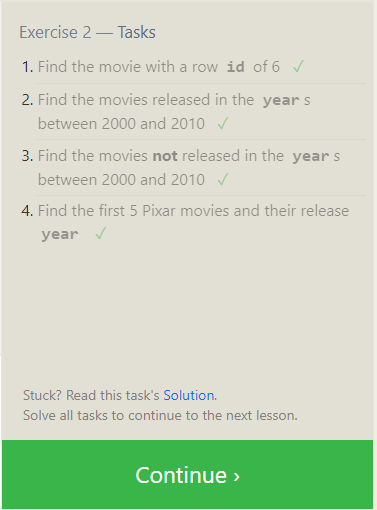 Exercise 2 — Tasks
1. Find the movie with a row id of 6 ✓
2. Find the movies released in the year s
between 2000 and 2010 ✓
3. Find the movies not released in the year s
between 2000 and 2010 ✓
4. Find the first 5 Pixar movies and their release
year ✓
Stuck? Read this task's Solution.
Solve all tasks to continue to the next lesson.
Continue ›